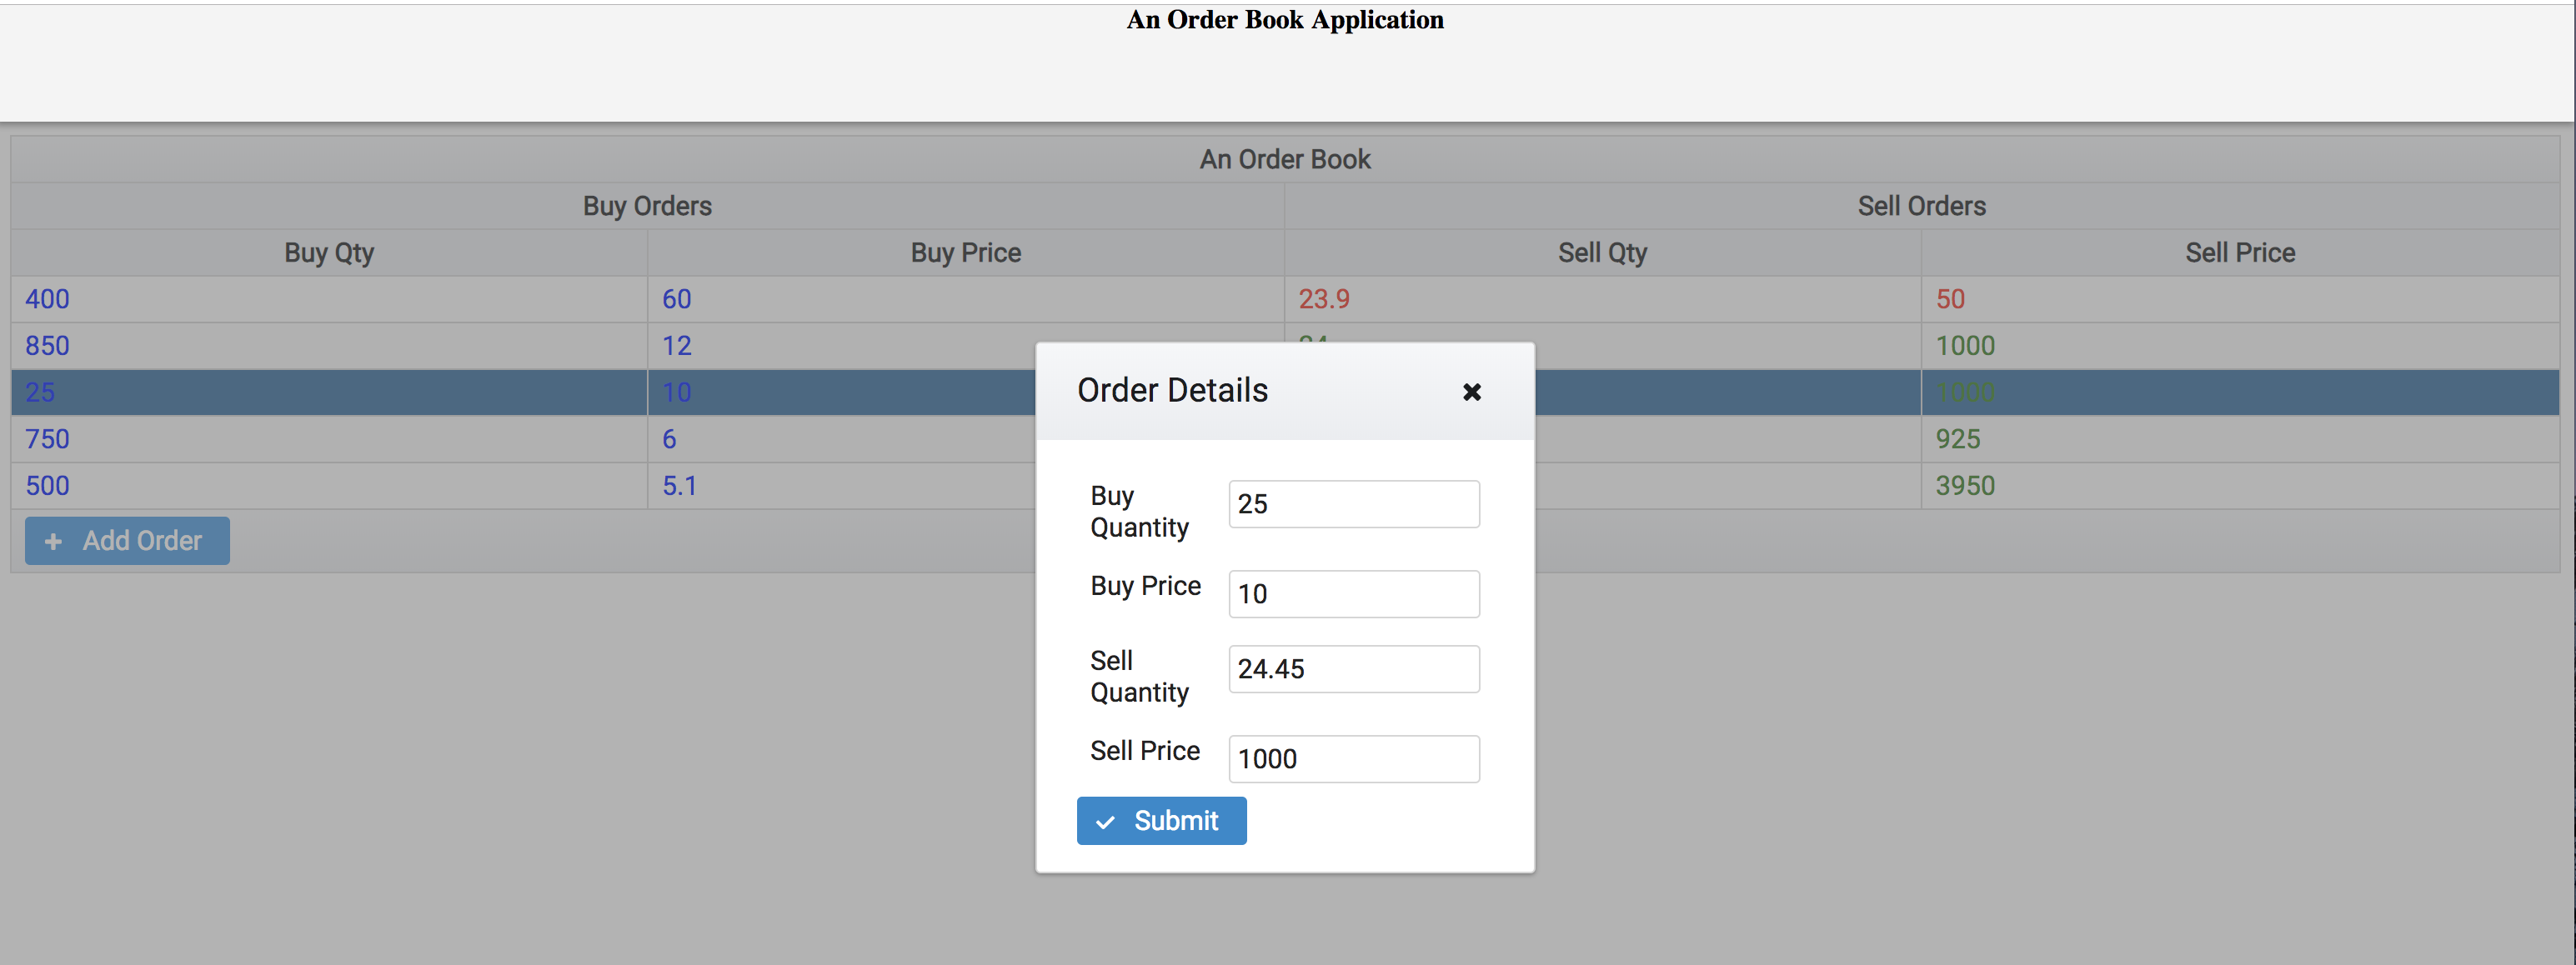 An Order Book Application
An Order Book
Buy Orders Sell Orders
Buy Qty Buy Price Sell Qty Sell Price
400 60 23.9 50
850 12 1000
25 10 1000
750 6 925
500 5.1 3950
+ Add Order
Order Details
Buy
Quantity
25
Buy Price 10
Sell
Quantity
24.45
Sell Price 1000
Submit